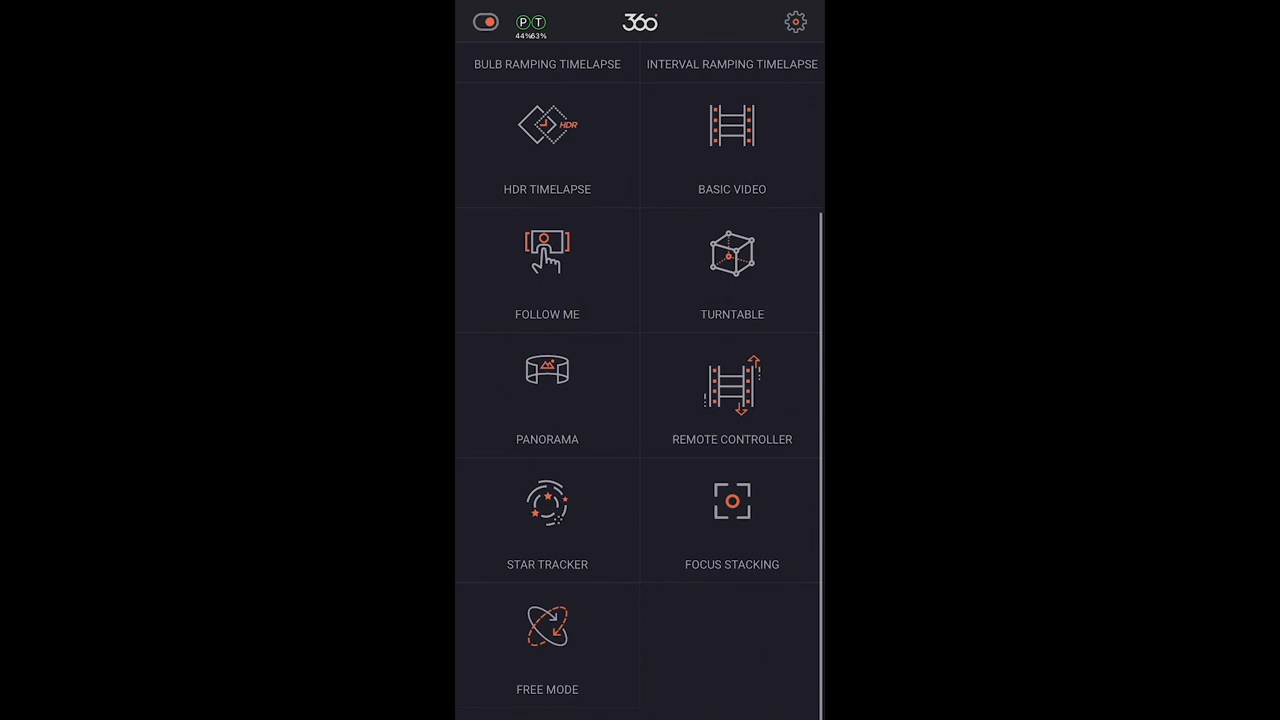 P T
44% 63%
360
BULB RAMPING TIMELAPSE
INTERVAL RAMPING TIMELAPSE
HDR
HDR TIMELAPSE
BASIC VIDEO
FOLLOW ME
TURNTABLE
PANORAMA
REMOTE CONTROLLER
STAR TRACKER
FOCUS STACKING
FREE MODE